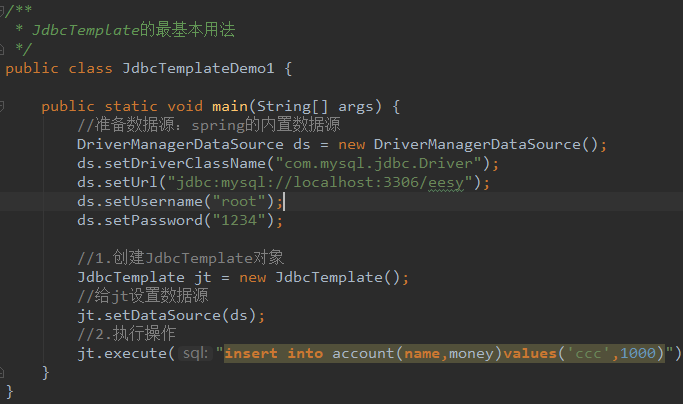 /**
 * JdbcTemplate的最基本用法
 */
public class JdbcTemplateDemo1 {
    public static void main(String[] args) {
        //准备数据源：spring的内置数据源
        DriverManagerDataSource ds = new DriverManagerDataSource();
        ds.setDriverClassName("com.mysql.jdbc.Driver");
        ds.setUrl("jdbc:mysql://localhost:3306/eesy");
        ds.setUsername("root");
        ds.setPassword("1234");
        //1.创建JdbcTemplate对象
        JdbcTemplate jt = new JdbcTemplate();
        //给jt设置数据源
        jt.setDataSource(ds);
        //2.执行操作
        jt.execute( sql: "insert into account(name,money)values('ccc',1000)")
    }
}